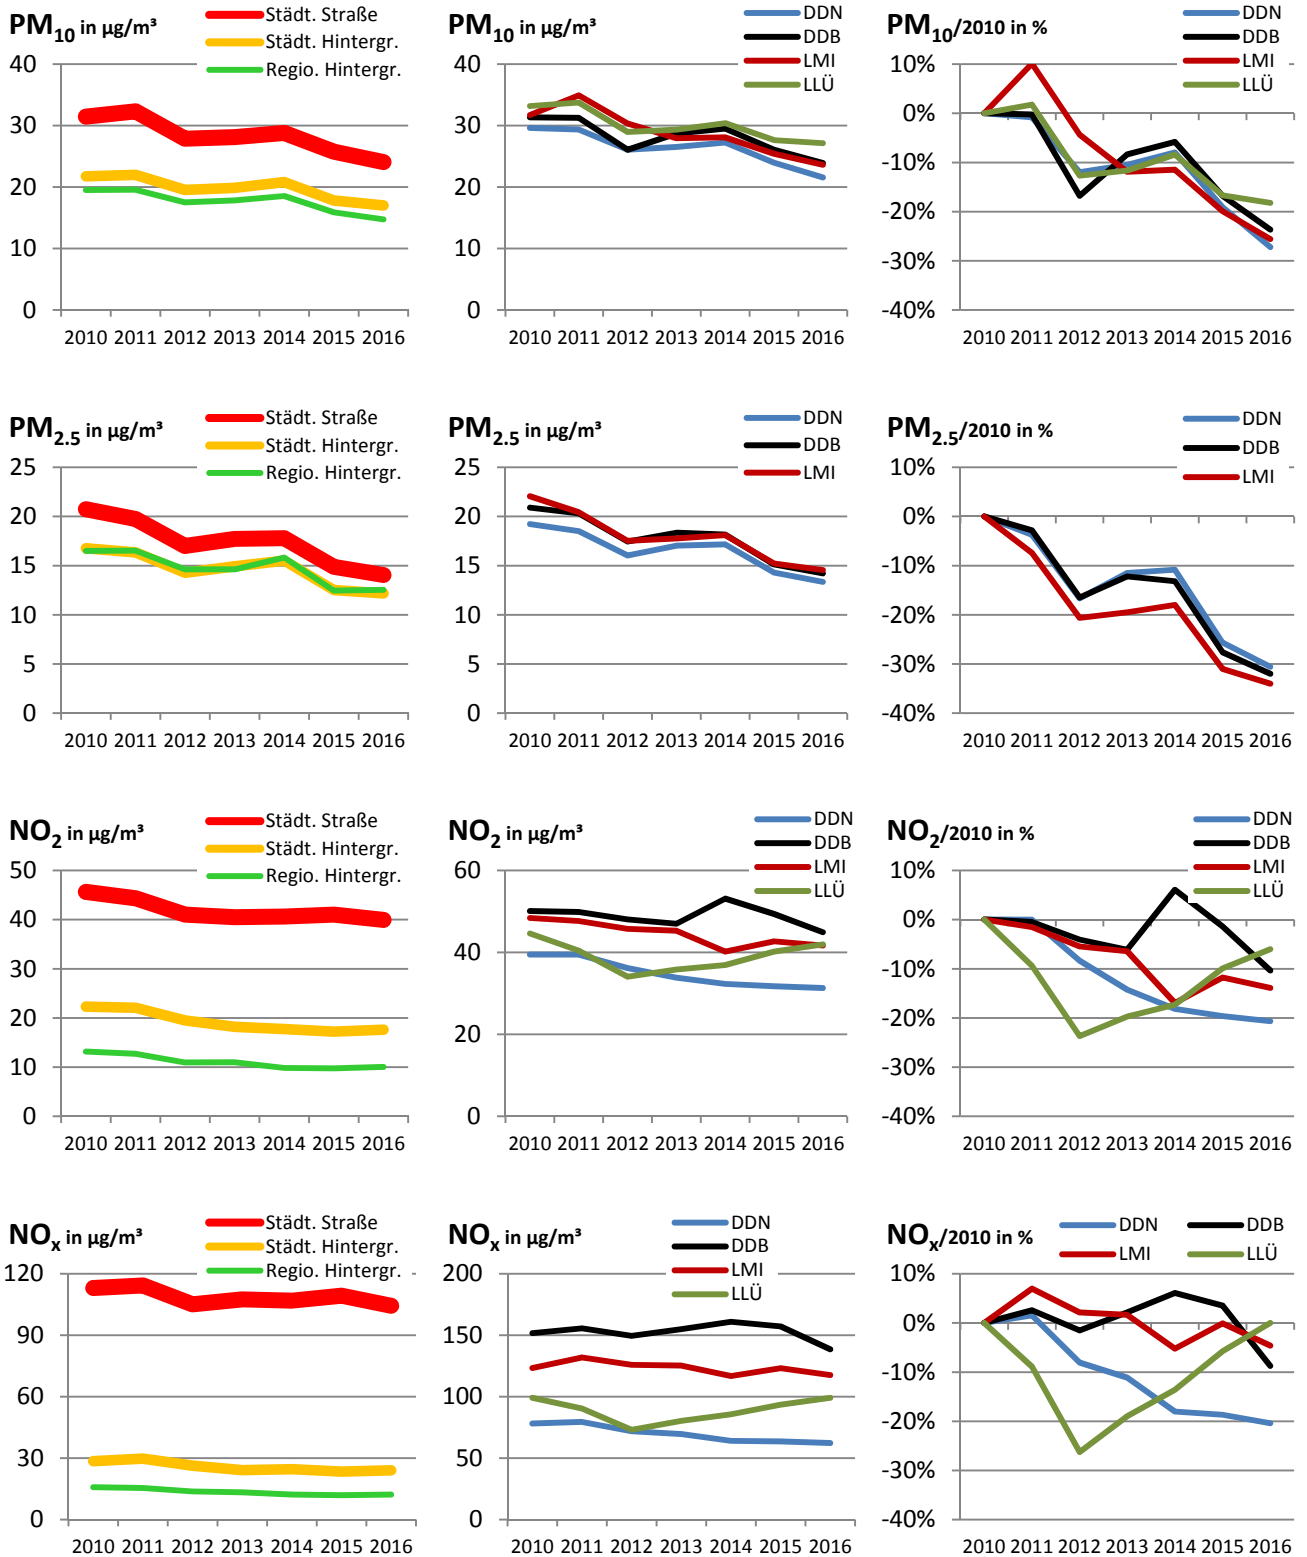 PM10 in µg/m³
Städt. Straße
Städt. Hintergr.
Regio. Hintergr.
40
30
20
10
0
2010 2011 2012 2013 2014 2015 2016
PM10 in µg/m³
DDN
DDB
LMI
LLÜ
40
30
20
10
0
2010 2011 2012 2013 2014 2015 2016
PM10/2010 in %
DDN
DDB
LMI
LLÜ
10%
0%
-10%
-20%
-30%
-40%
2010 2011 2012 2013 2014 2015 2016
PM2.5 in µg/m³
Städt. Straße
Städt. Hintergr.
Regio. Hintergr.
25
20
15
10
5
0
2010 2011 2012 2013 2014 2015 2016
PM2.5 in µg/m³
DDN
DDB
LMI
25
20
15
10
5
0
2010 2011 2012 2013 2014 2015 2016
PM2.5/2010 in %
DDN
DDB
LMI
10%
0%
-10%
-20%
-30%
-40%
2010 2011 2012 2013 2014 2015 2016
NO2 in µg/m³
Städt. Straße
Städt. Hintergr.
Regio. Hintergr.
50
40
30
20
10
0
2010 2011 2012 2013 2014 2015 2016
NO2 in µg/m³
DDN
DDB
LMI
LLÜ
60
40
20
0
2010 2011 2012 2013 2014 2015 2016
NO2/2010 in %
DDN
DDB
LMI
LLÜ
10%
0%
-10%
-20%
-30%
-40%
2010 2011 2012 2013 2014 2015 2016
NOx in µg/m³
Städt. Straße
Städt. Hintergr.
Regio. Hintergr.
120
90
60
30
0
2010 2011 2012 2013 2014 2015 2016
NOx in µg/m³
DDN
DDB
LMI
LLÜ
200
150
100
50
0
2010 2011 2012 2013 2014 2015 2016
NOx/2010 in %
DDN DDB
LMI LLÜ
10%
0%
-10%
-20%
-30%
-40%
2010 2011 2012 2013 2014 2015 2016